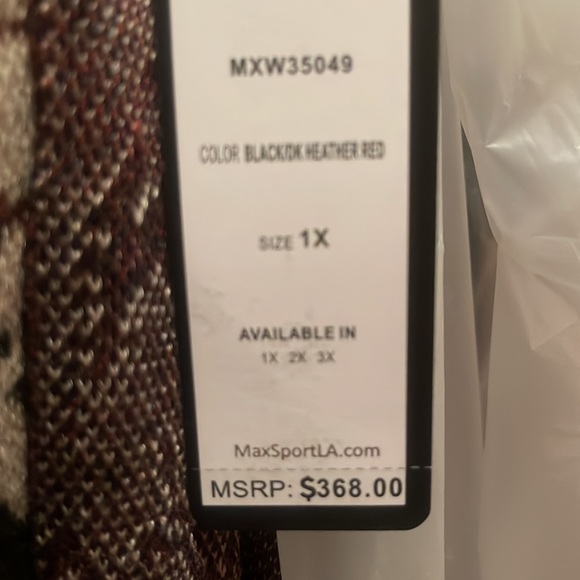 MXW35049
COLOR BLACK/DK HEATHER RED
SIZE 1X
AVAILABLE IN
1X 2X 3X
MaxSportLA.com
MSRP: $368.00